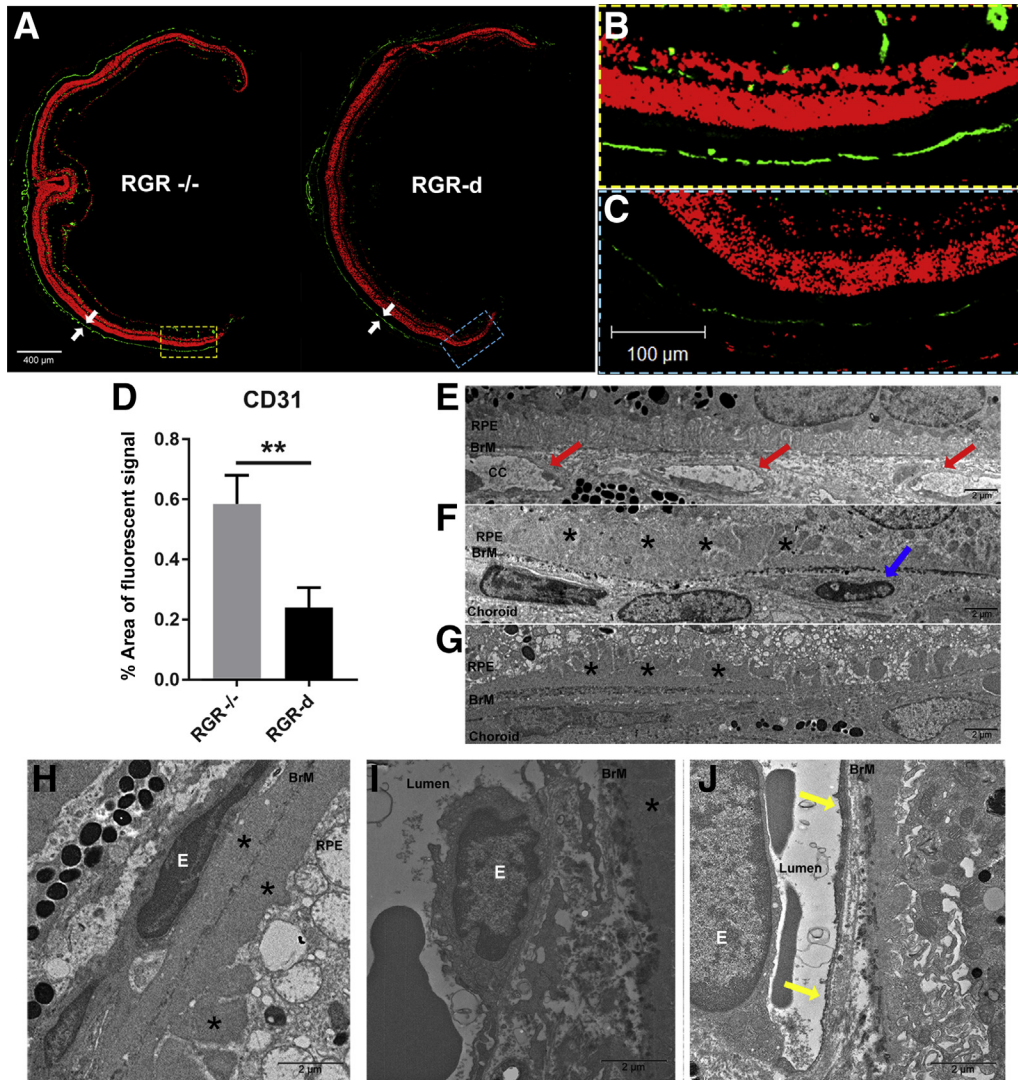 A
RGR -/-
RGR-d
400 µm
B
C
100 µm
D
CD31
**
% Area of fluorescent signal
0.8
0.6
0.4
0.2
0.0
RGR -/-
RGR-d
E
RPE
BrM
CC
2 µm
F
RPE
* * * *
BrM
Choroid
2 µm
G
RPE
* * *
BrM
Choroid
2 µm
H
BrM
E
*
*
RPE
*
2 µm
I
Lumen
BrM
*
E
2 µm
J
BrM
Lumen
E
2 µm